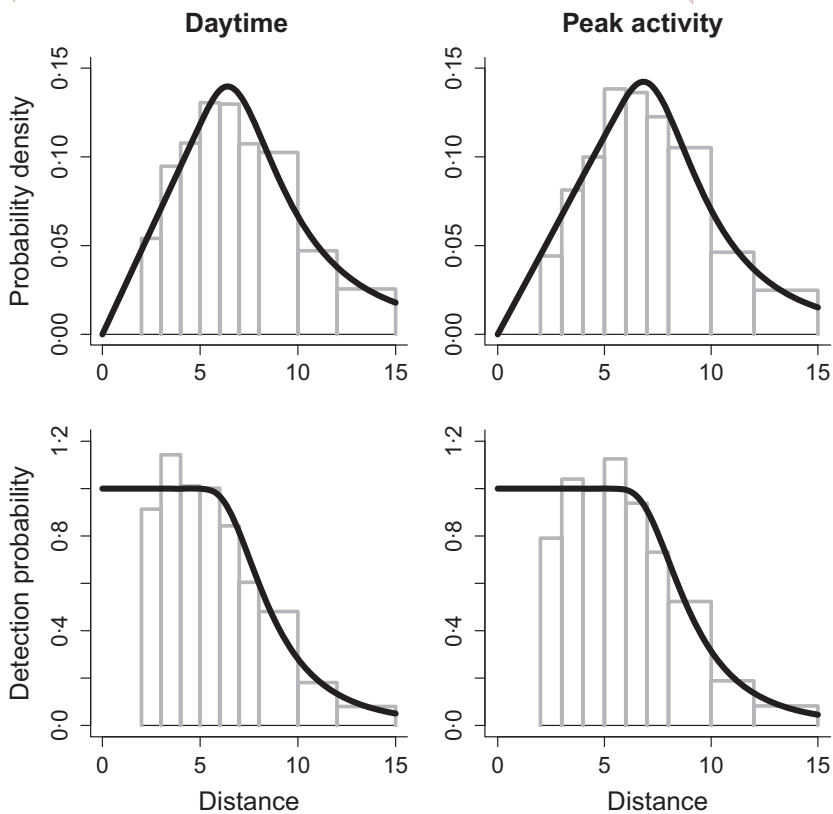 Daytime
Peak activity
Probability density
0·00 0·05 0·10 0·15
0 5 10 15
0·00 0·05 0·10 0·15
0 5 10 15
Detection probability
0·0 0·4 0·8 1·2
0 5 10 15
Distance
0·0 0·4 0·8 1·2
0 5 10 15
Distance